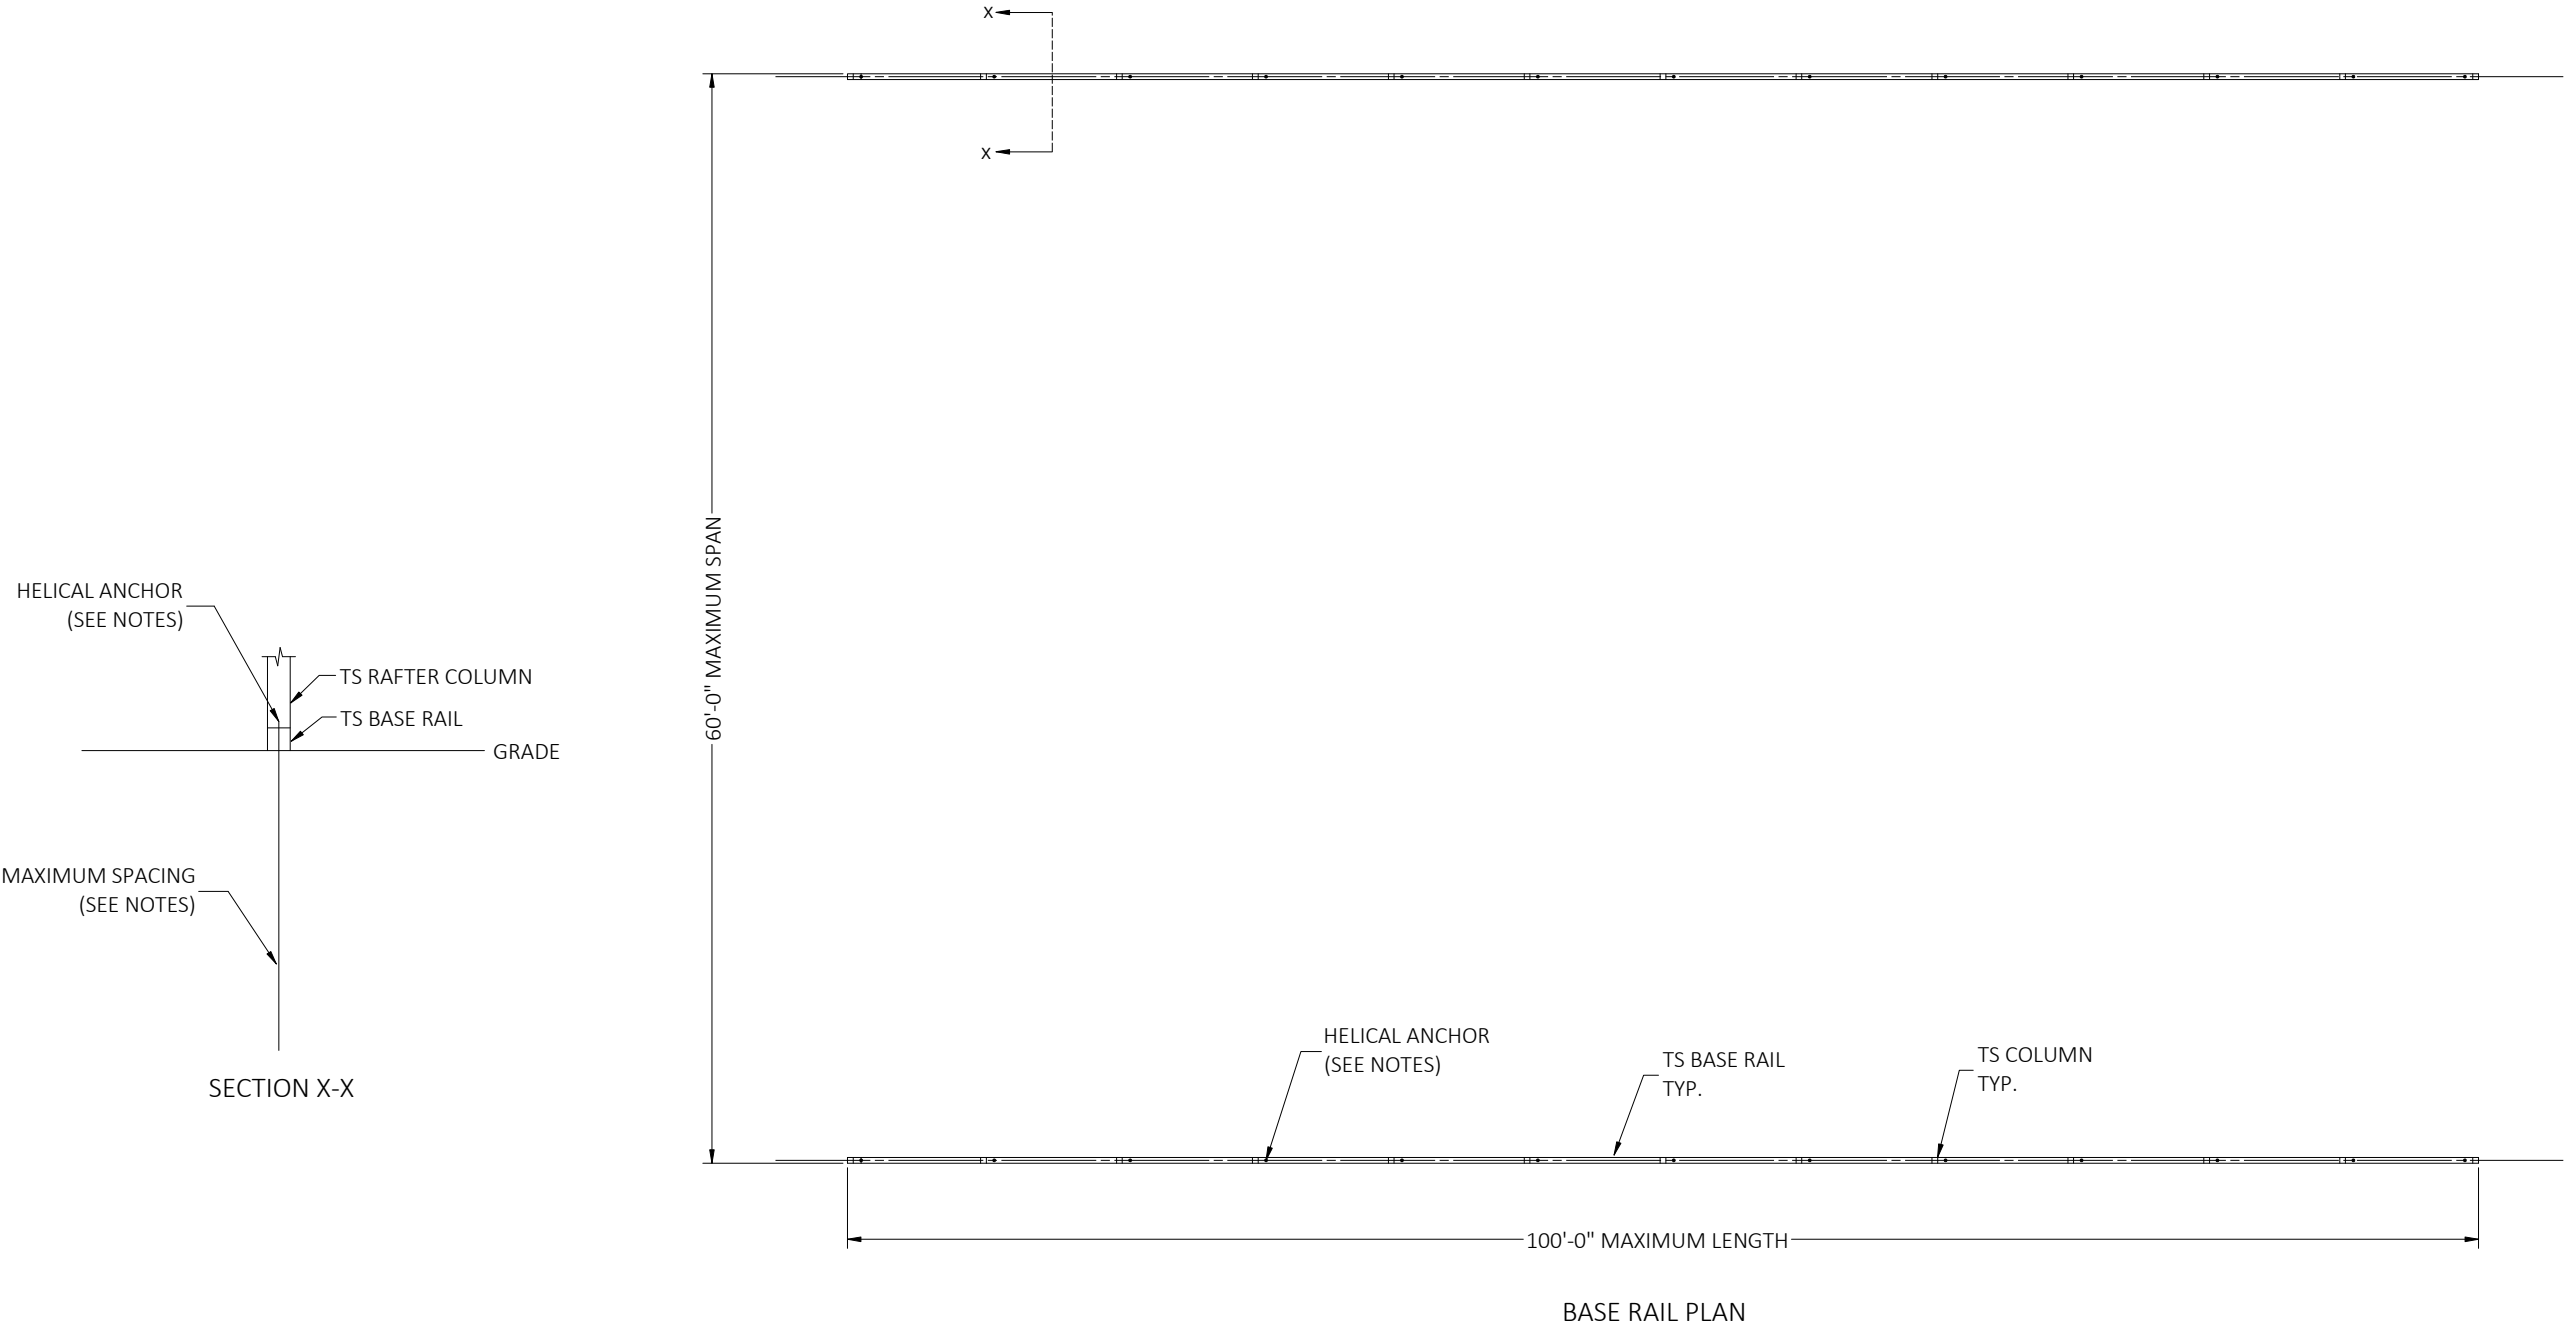 X
X
60'-0" MAXIMUM SPAN
HELICAL ANCHOR
(SEE NOTES)
TS RAFTER COLUMN
TS BASE RAIL
GRADE
MAXIMUM SPACING
(SEE NOTES)
SECTION X-X
HELICAL ANCHOR
(SEE NOTES)
TS BASE RAIL
TYP.
TS COLUMN
TYP.
100'-0" MAXIMUM LENGTH
BASE RAIL PLAN